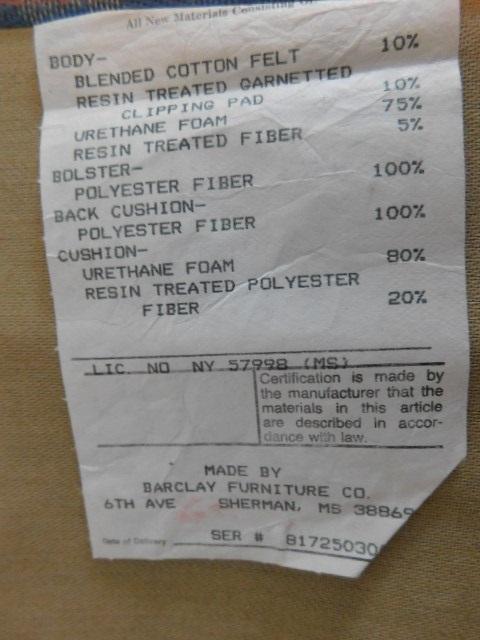 All New Materials Consisting Of
BODY-
BLENDED COTTON FELT 10%
RESIN TREATED GARNETTED
CLIPPING PAD 10%
URETHANE FOAM 75%
RESIN TREATED FIBER 5%
BOLSTER-
POLYESTER FIBER 100%
BACK CUSHION-
POLYESTER FIBER 100%
CUSHION-
URETHANE FOAM 80%
RESIN TREATED POLYESTER
FIBER 20%
LIC. NO NY 57998 (MS)
Certification is made by
the manufacturer that the
materials in this article
are described in accor-
dance with law.
MADE BY
BARCLAY FURNITURE CO.
6TH AVE SHERMAN, MS 38869
Date of Delivery SER # 81725030